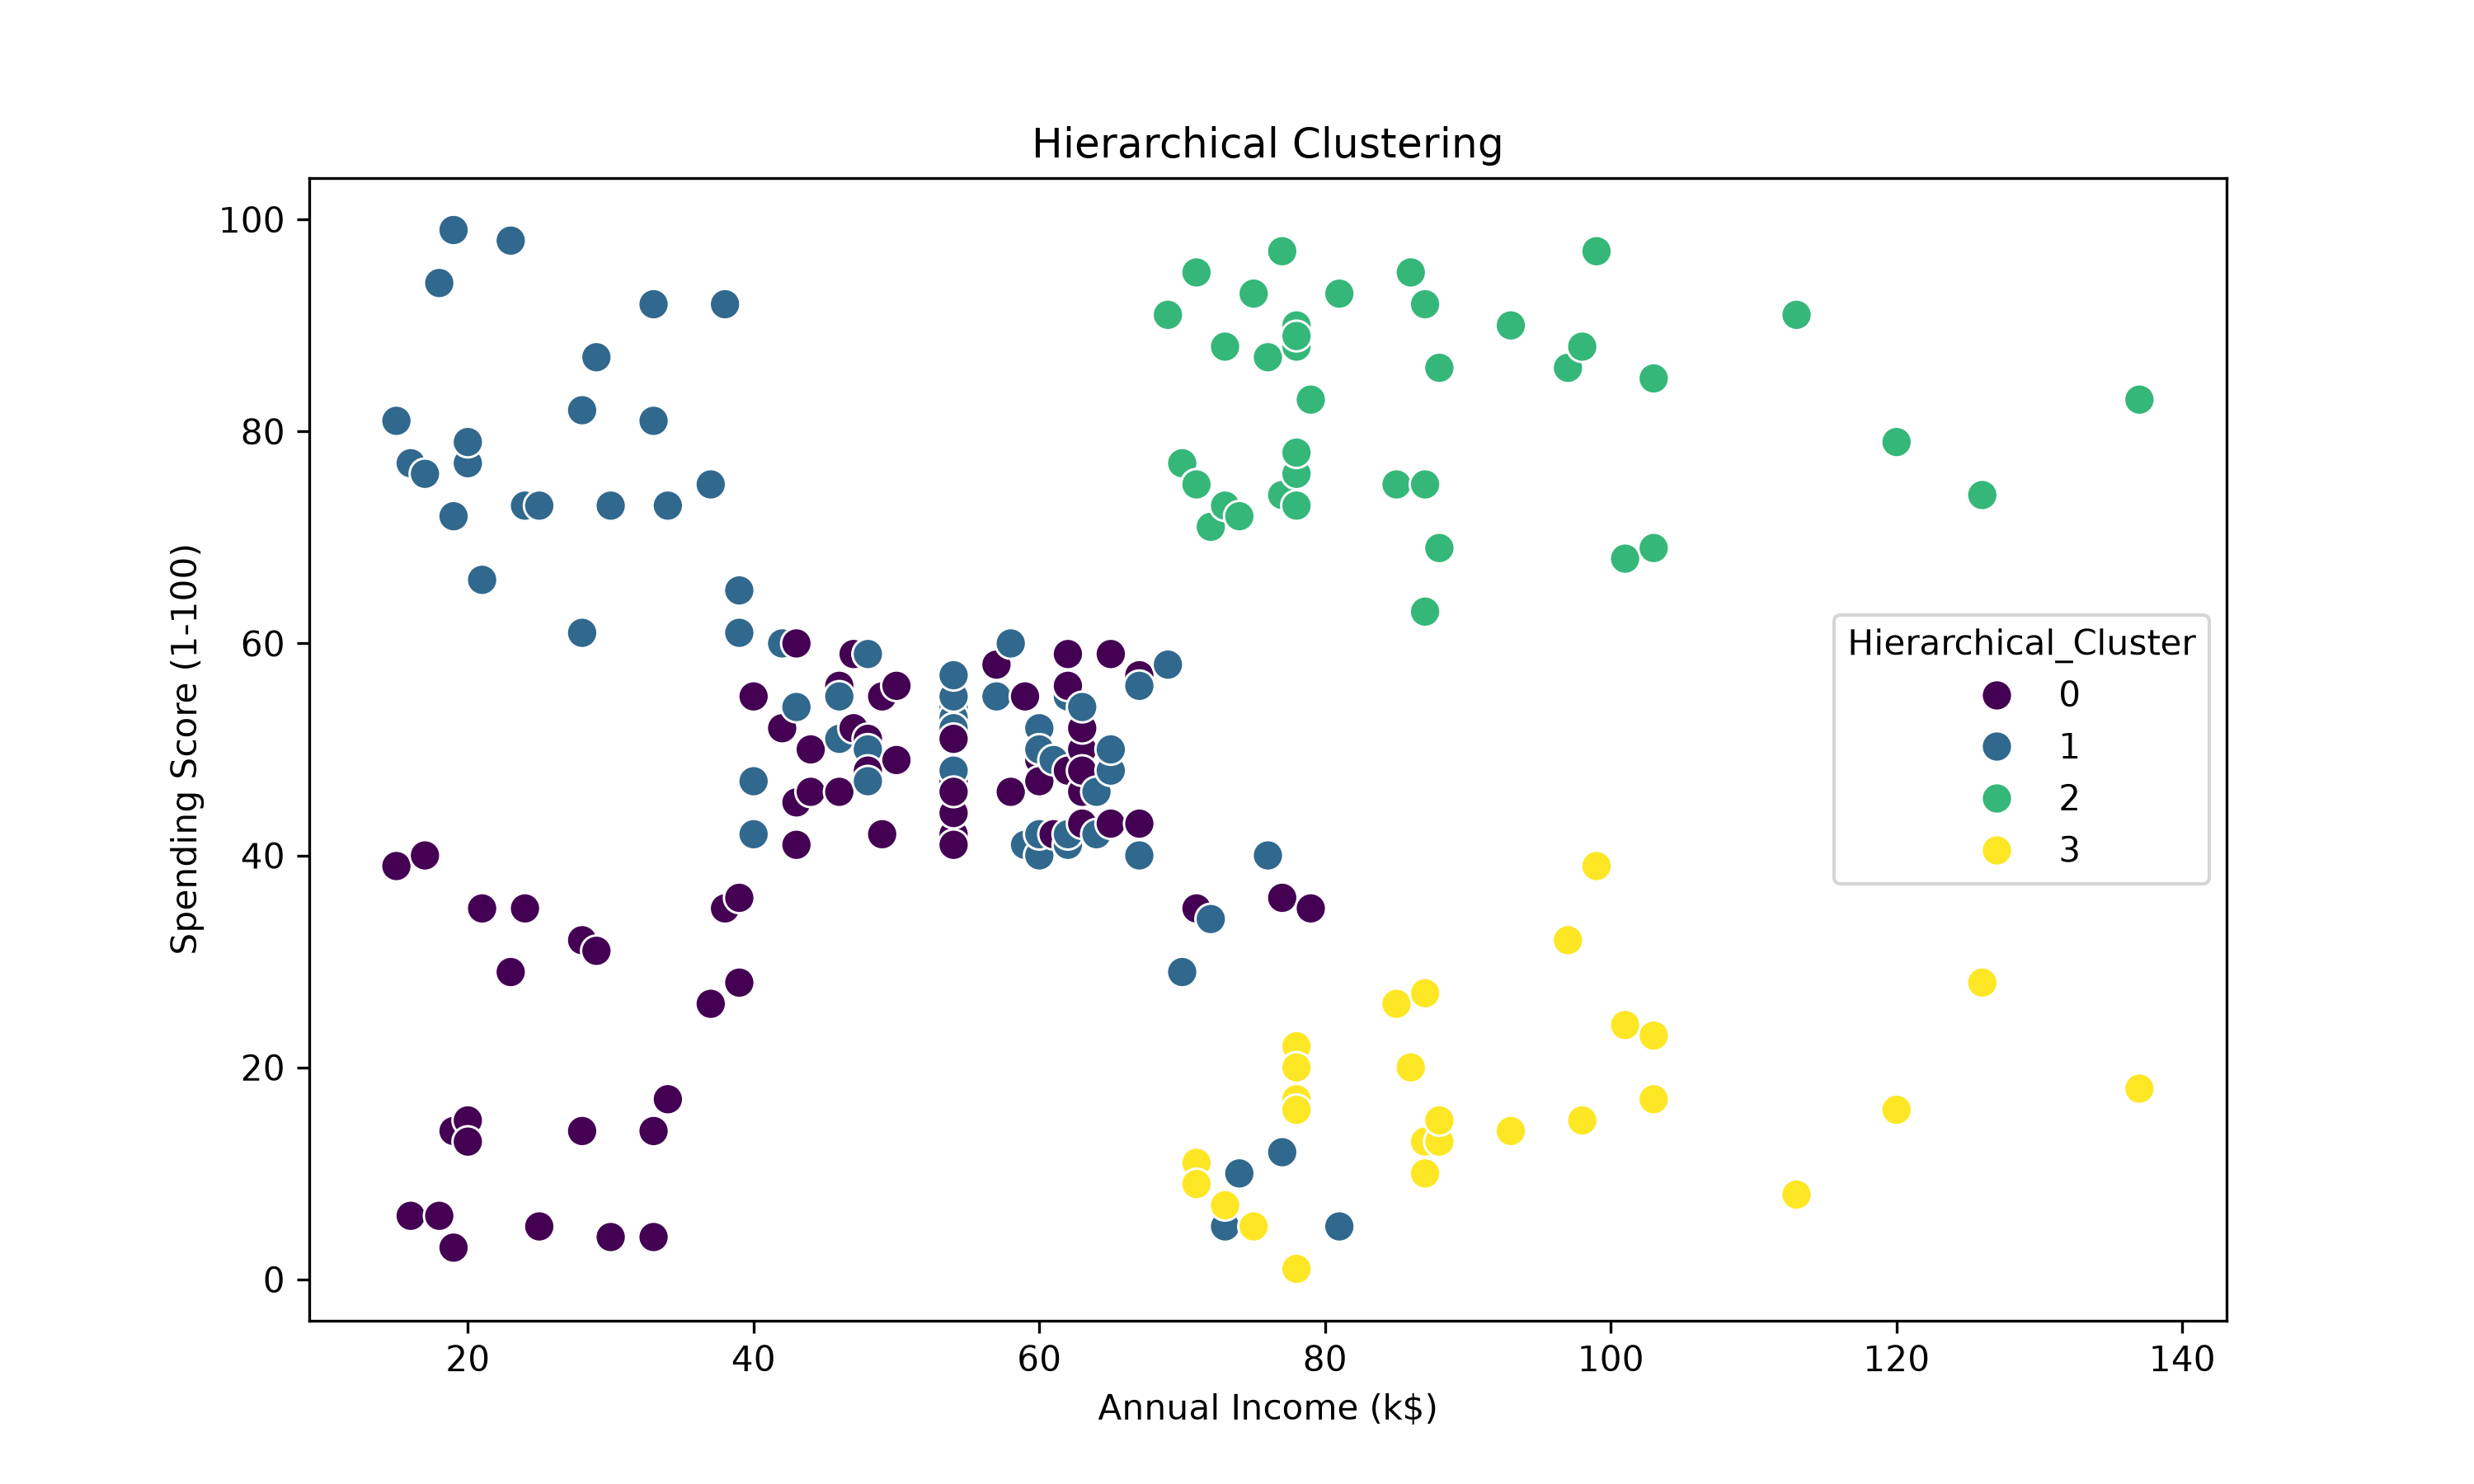 Hierarchical Clustering
100
80
60
40
20
0
Spending Score (1-100)
Hierarchical_Cluster
0
1
2
3
20 40 60 80 100 120 140
Annual Income (k$)